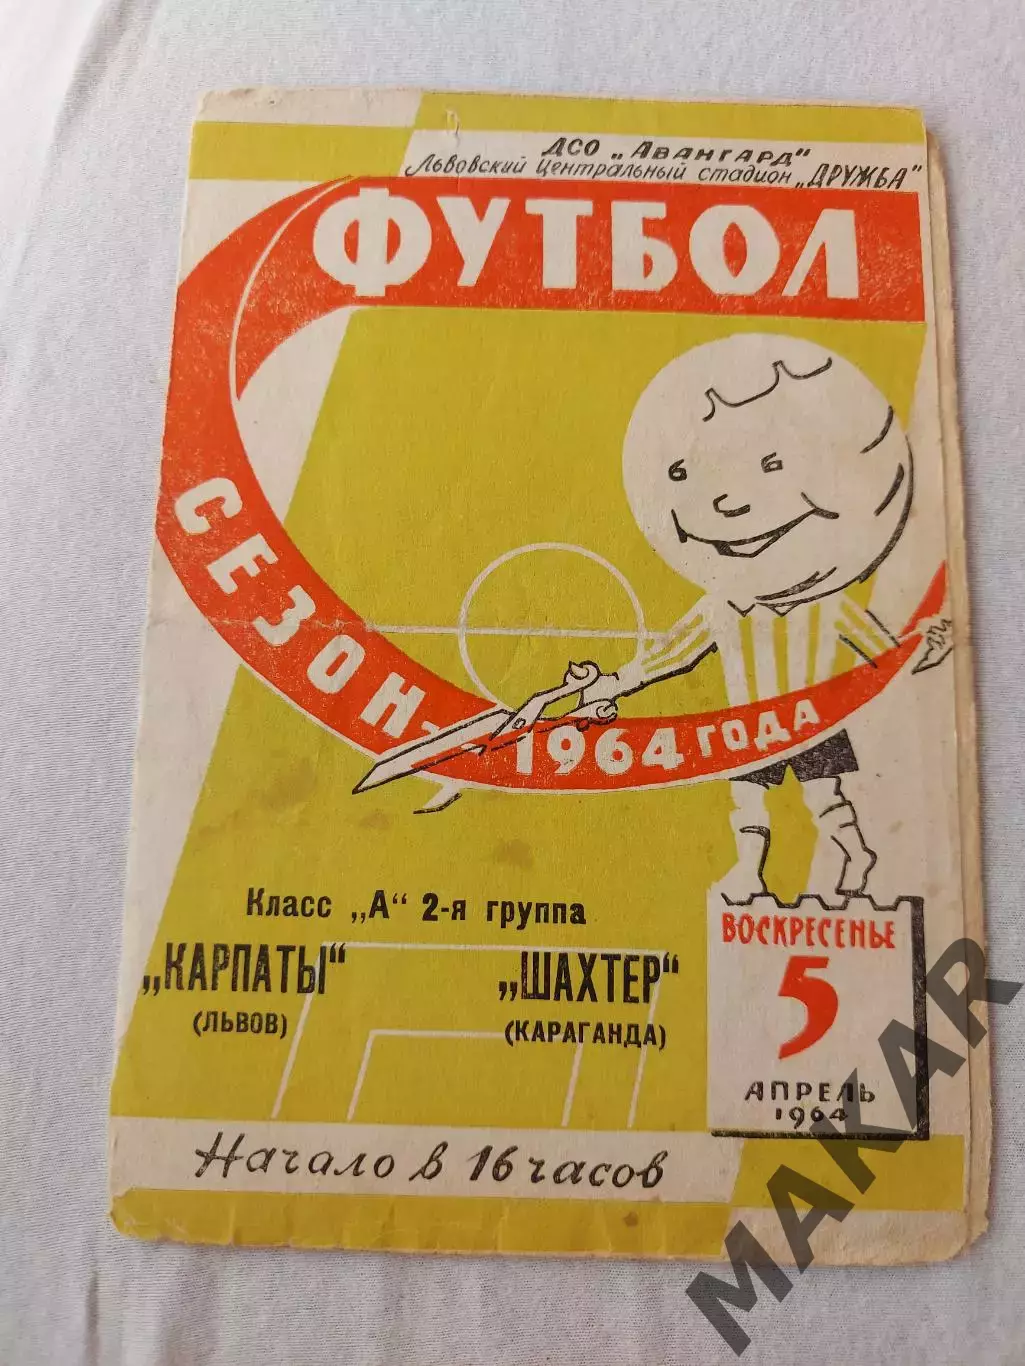 ДСО „Авангард"
Львовский Центральный стадион „ДРУЖБА"
ФУТБОЛ
СЕЗОН 1964 ГОДА
Класс „А" 2-я группа
„КАРПАТЫ" „ШАХТЕР"
(ЛЬВОВ) (КАРАГАНДА)
ВОСКРЕСЕНЬЕ
5
АПРЕЛЬ
1964
Начало в 16 часов
MAKAR